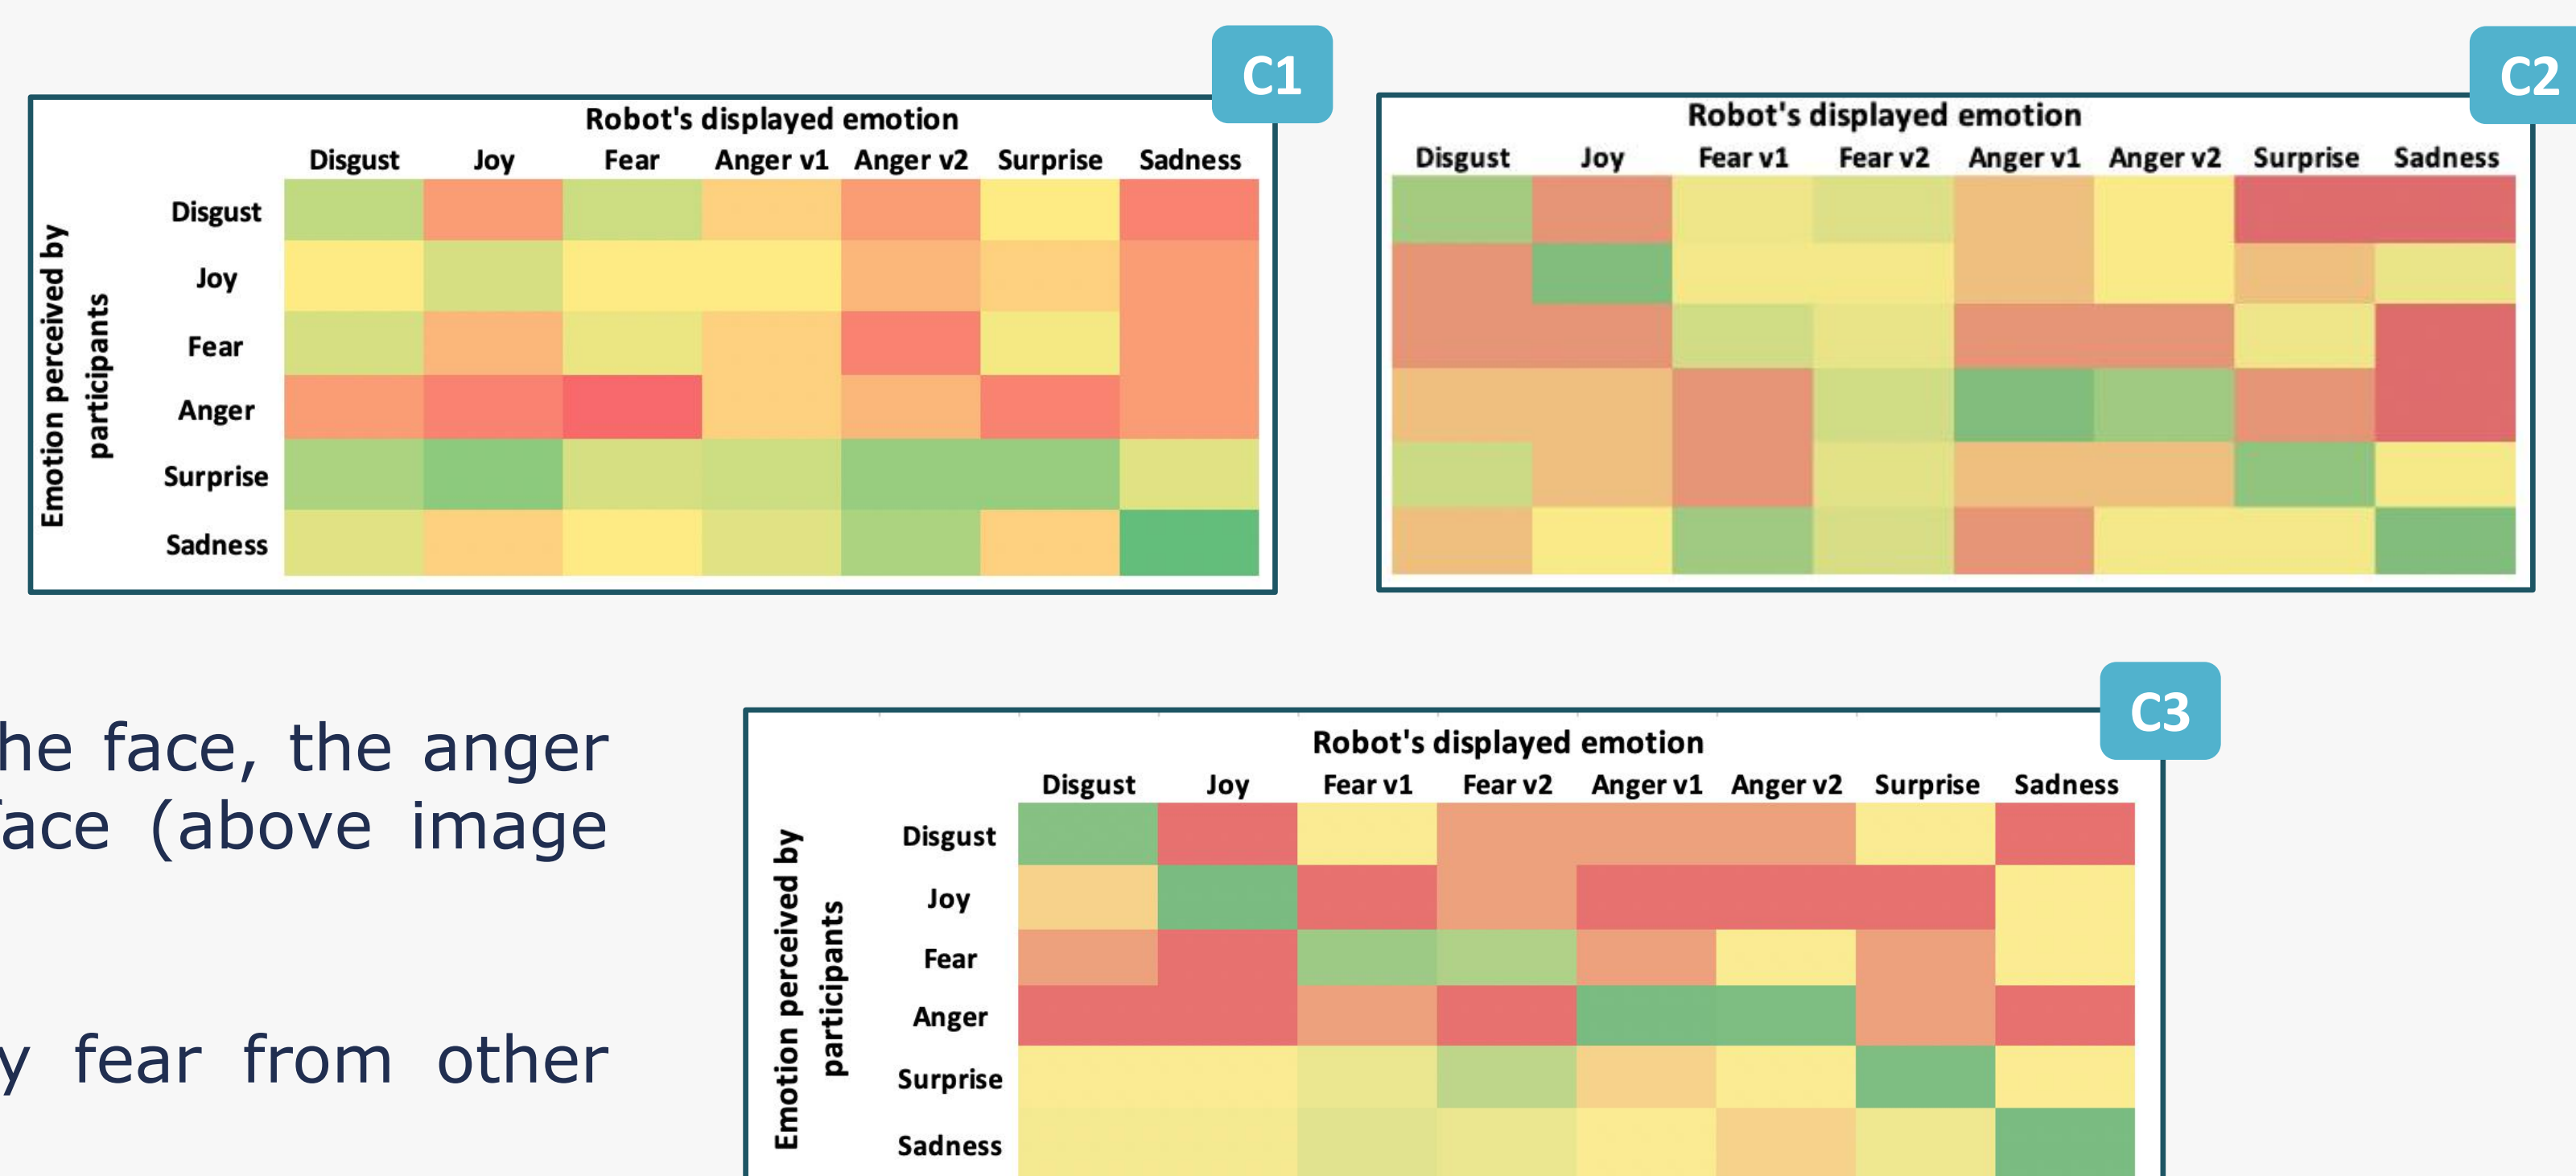 C1
Robot's displayed emotion
Disgust Joy Fear Anger v1 Anger v2 Surprise Sadness
Emotion perceived by
participants
Disgust
Joy
Fear
Anger
Surprise
Sadness
C2
Robot's displayed emotion
Disgust Joy Fear v1 Fear v2 Anger v1 Anger v2 Surprise Sadness
he face, the anger
face (above image
y fear from other
C3
Robot's displayed emotion
Disgust Joy Fear v1 Fear v2 Anger v1 Anger v2 Surprise Sadness
Emotion perceived by
participants
Disgust
Joy
Fear
Anger
Surprise
Sadness